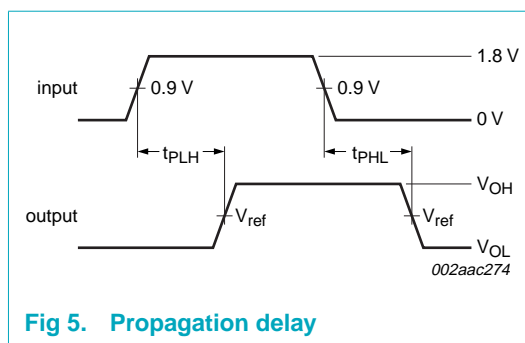 1.8 V
input
0.9 V
0.9 V
0 V
tPLH
tPHL
VOH
output
Vref
Vref
VOL
002aac274
Fig 5. Propagation delay